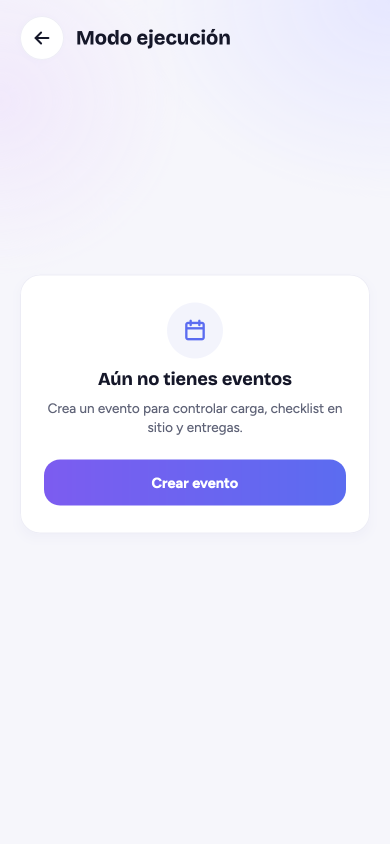 Modo ejecución
Aún no tienes eventos
Crea un evento para controlar carga, checklist en
sitio y entregas.
Crear evento